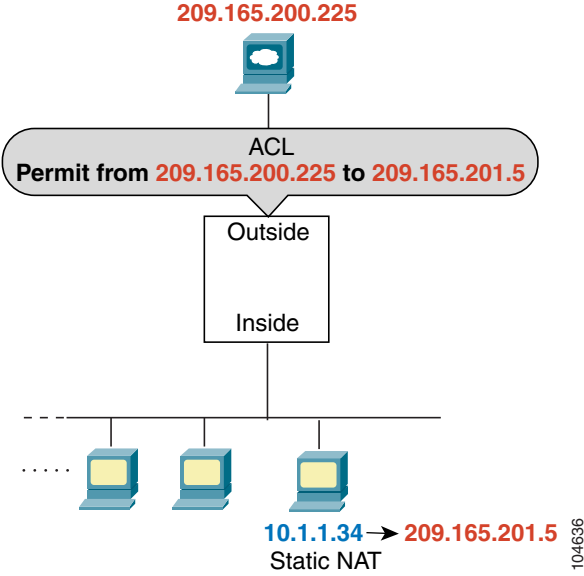 209.165.200.225
ACL
Permit from 209.165.200.225 to 209.165.201.5
Outside
Inside
10.1.1.34 → 209.165.201.5
Static NAT
104636